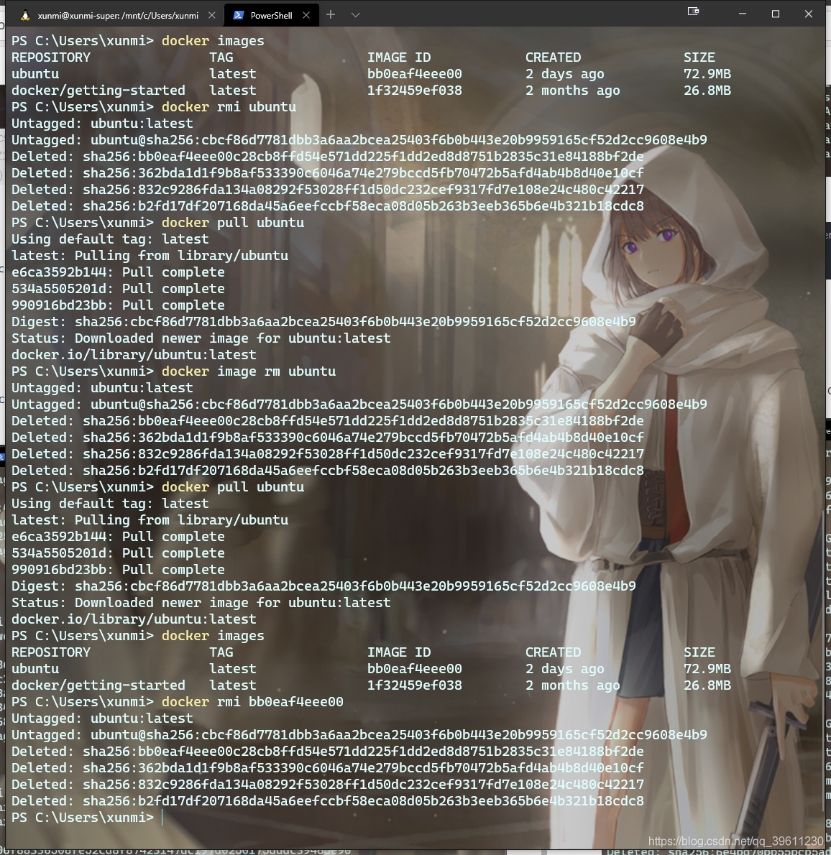 xunmi@xunmi-super: /mnt/c/Users/xunmi
PowerShell
PS C:\Users\xunmi> docker images
REPOSITORY TAG IMAGE ID CREATED SIZE
ubuntu latest bb0eaf4eee00 2 days ago 72.9MB
docker/getting-started latest 1f32459ef038 2 months ago 26.8MB
PS C:\Users\xunmi> docker rmi ubuntu
Untagged: ubuntu:latest
Untagged: ubuntu@sha256:cbcf86d7781dbb3a6aa2bcea25403f6b0b443e20b9959165cf52d2cc9608e4b9
Deleted: sha256:bb0eaf4eee00c28cb8ffd54e571dd225f1dd2ed8d8751b2835c31e84188bf2de
Deleted: sha256:362bda1d1f9b8af533390c6046a74e279bccd5fb70472b5afd4ab4b8d40e10cf
Deleted: sha256:832c9286fda134a08292f53028ff1d50dc232cef9317fd7e108e24c480c42217
Deleted: sha256:b2fd17df207168da45a6eefccbf58eca08d05b263b3eeb365b6e4b321b18cdc8
PS C:\Users\xunmi> docker pull ubuntu
Using default tag: latest
latest: Pulling from library/ubuntu
e6ca3592b144: Pull complete
534a5505201d: Pull complete
990916bd23bb: Pull complete
Digest: sha256:cbcf86d7781dbb3a6aa2bcea25403f6b0b443e20b9959165cf52d2cc9608e4b9
Status: Downloaded newer image for ubuntu:latest
docker.io/library/ubuntu:latest
PS C:\Users\xunmi> docker image rm ubuntu
Untagged: ubuntu:latest
Untagged: ubuntu@sha256:cbcf86d7781dbb3a6aa2bcea25403f6b0b443e20b9959165cf52d2cc9608e4b9
Deleted: sha256:bb0eaf4eee00c28cb8ffd54e571dd225f1dd2ed8d8751b2835c31e84188bf2de
Deleted: sha256:362bda1d1f9b8af533390c6046a74e279bccd5fb70472b5afd4ab4b8d40e10cf
Deleted: sha256:832c9286fda134a08292f53028ff1d50dc232cef9317fd7e108e24c480c42217
Deleted: sha256:b2fd17df207168da45a6eefccbf58eca08d05b263b3eeb365b6e4b321b18cdc8
PS C:\Users\xunmi> docker pull ubuntu
Using default tag: latest
latest: Pulling from library/ubuntu
e6ca3592b144: Pull complete
534a5505201d: Pull complete
990916bd23bb: Pull complete
Digest: sha256:cbcf86d7781dbb3a6aa2bcea25403f6b0b443e20b9959165cf52d2cc9608e4b9
Status: Downloaded newer image for ubuntu:latest
docker.io/library/ubuntu:latest
PS C:\Users\xunmi> docker images
REPOSITORY TAG IMAGE ID CREATED SIZE
ubuntu latest bb0eaf4eee00 2 days ago 72.9MB
docker/getting-started latest 1f32459ef038 2 months ago 26.8MB
PS C:\Users\xunmi> docker rmi bb0eaf4eee00
Untagged: ubuntu:latest
Untagged: ubuntu@sha256:cbcf86d7781dbb3a6aa2bcea25403f6b0b443e20b9959165cf52d2cc9608e4b9
Deleted: sha256:bb0eaf4eee00c28cb8ffd54e571dd225f1dd2ed8d8751b2835c31e84188bf2de
Deleted: sha256:362bda1d1f9b8af533390c6046a74e279bccd5fb70472b5afd4ab4b8d40e10cf
Deleted: sha256:832c9286fda134a08292f53028ff1d50dc232cef9317fd7e108e24c480c42217
Deleted: sha256:b2fd17df207168da45a6eefccbf58eca08d05b263b3eeb365b6e4b321b18cdc8
PS C:\Users\xunmi>
https://blog.csdn.net/qq_39611230